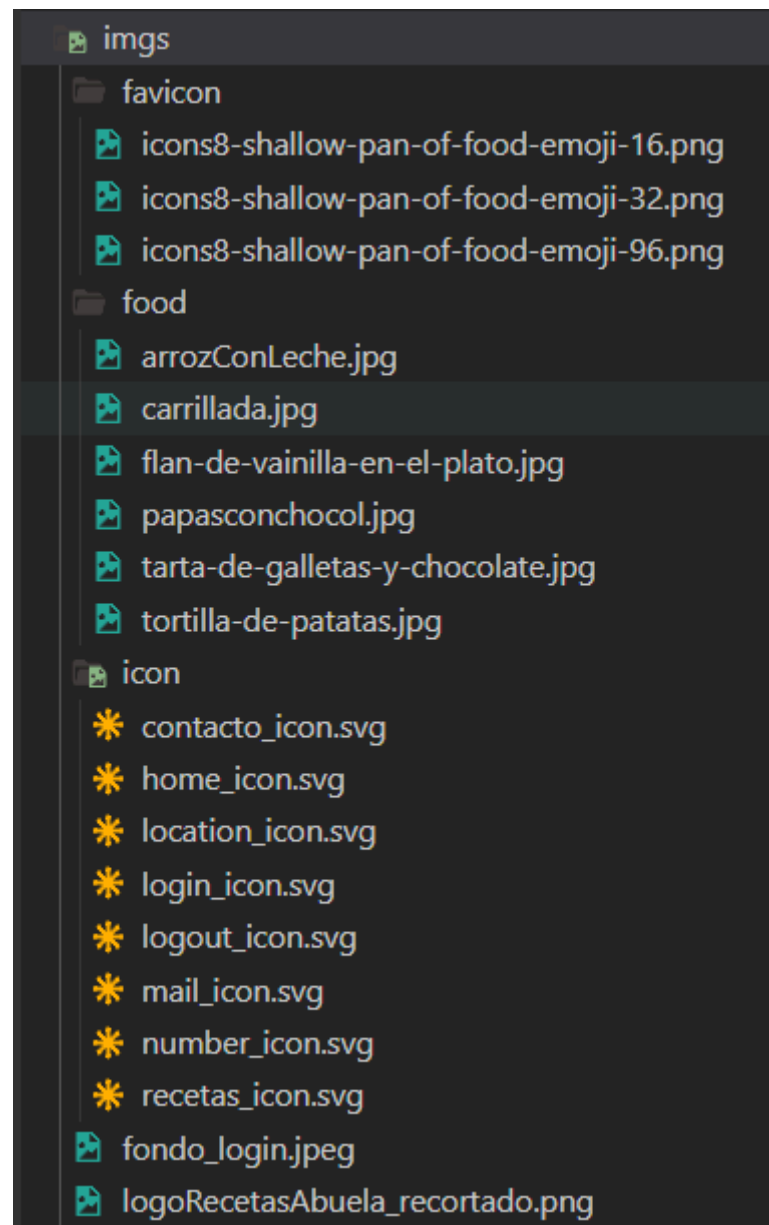 imgs
favicon
icons8-shallow-pan-of-food-emoji-16.png
icons8-shallow-pan-of-food-emoji-32.png
icons8-shallow-pan-of-food-emoji-96.png
food
arrozConLeche.jpg
carrillada.jpg
flan-de-vainilla-en-el-plato.jpg
papasconchocol.jpg
tarta-de-galletas-y-chocolate.jpg
tortilla-de-patatas.jpg
icon
contacto_icon.svg
home_icon.svg
location_icon.svg
login_icon.svg
logout_icon.svg
mail_icon.svg
number_icon.svg
recetas_icon.svg
fondo_login.jpeg
logoRecetasAbuela_recortado.png